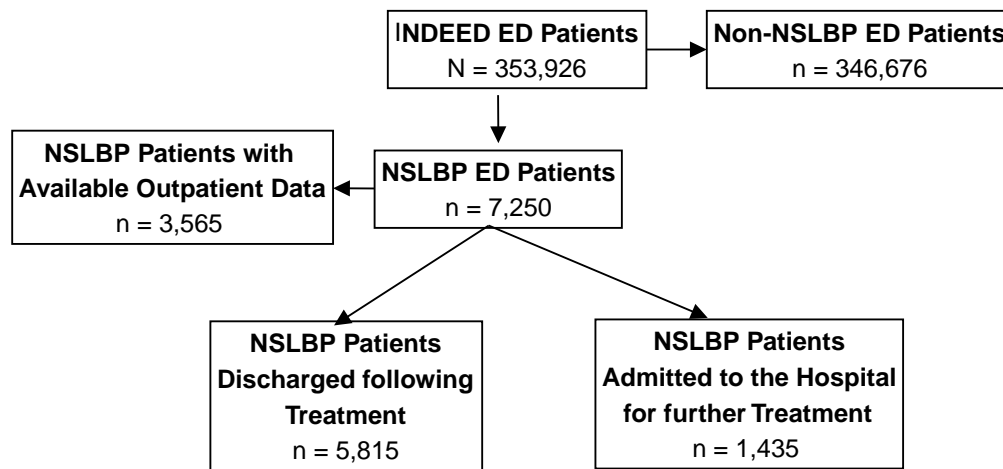 INDEED ED Patients
N = 353,926
Non-NSLBP ED Patients
n = 346,676
NSLBP Patients with
Available Outpatient Data
n = 3,565
NSLBP ED Patients
n = 7,250
NSLBP Patients
Discharged following
Treatment
n = 5,815
NSLBP Patients
Admitted to the Hospital
for further Treatment
n = 1,435